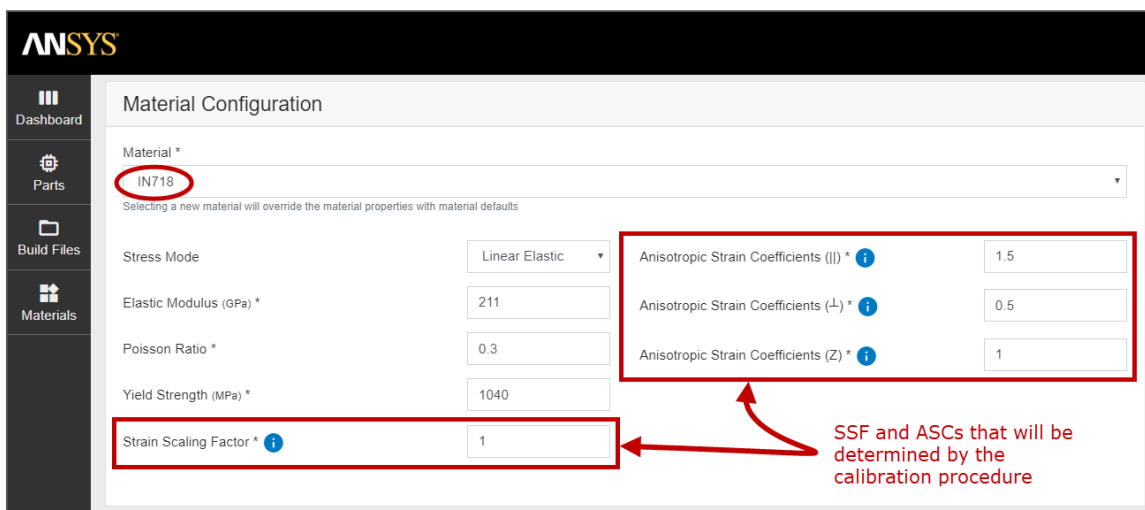 ANSYS
Dashboard
Parts
Build Files
Materials
Material Configuration
Material *
IN718
Selecting a new material will override the material properties with material defaults
Stress Mode
Linear Elastic
Elastic Modulus (GPa) *
211
Poisson Ratio *
0.3
Yield Strength (MPa) *
1040
Strain Scaling Factor *
1
Anisotropic Strain Coefficients (||) *
1.5
Anisotropic Strain Coefficients (⊥) *
0.5
Anisotropic Strain Coefficients (Z) *
1
SSF and ASCs that will be
determined by the
calibration procedure